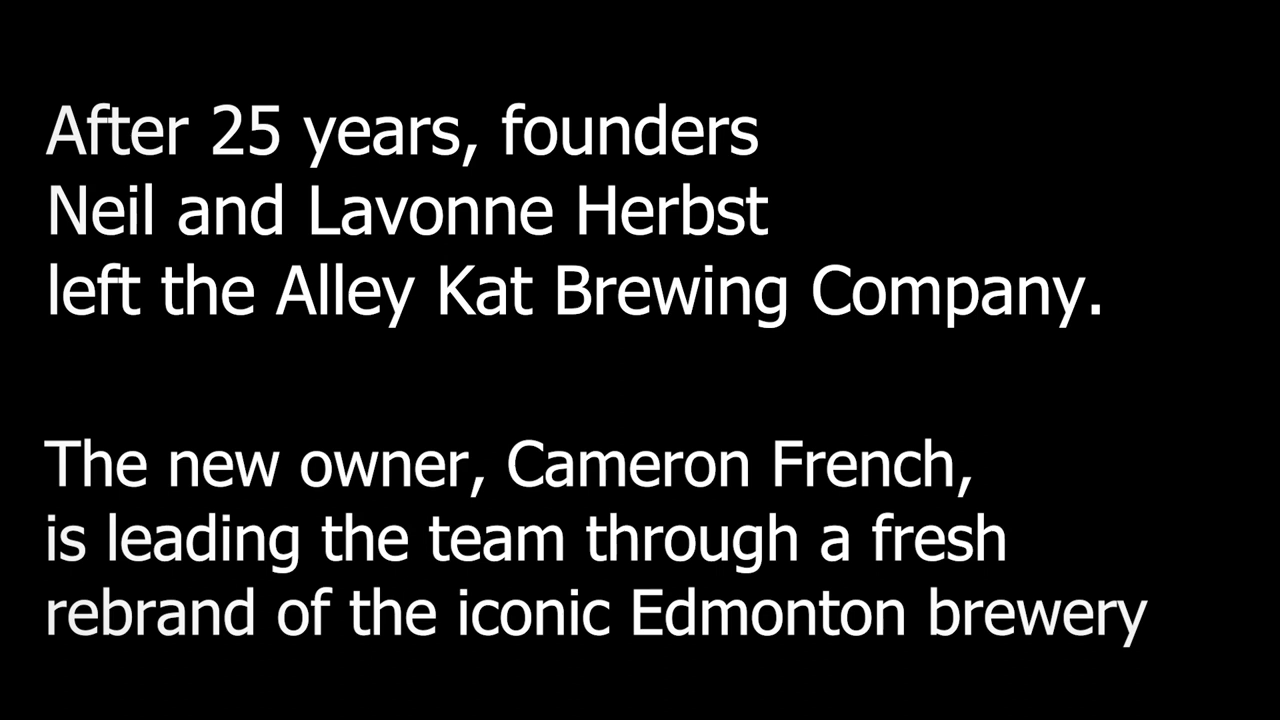 After 25 years, founders
Neil and Lavonne Herbst
left the Alley Kat Brewing Company.
The new owner, Cameron French,
is leading the team through a fresh
rebrand of the iconic Edmonton brewery